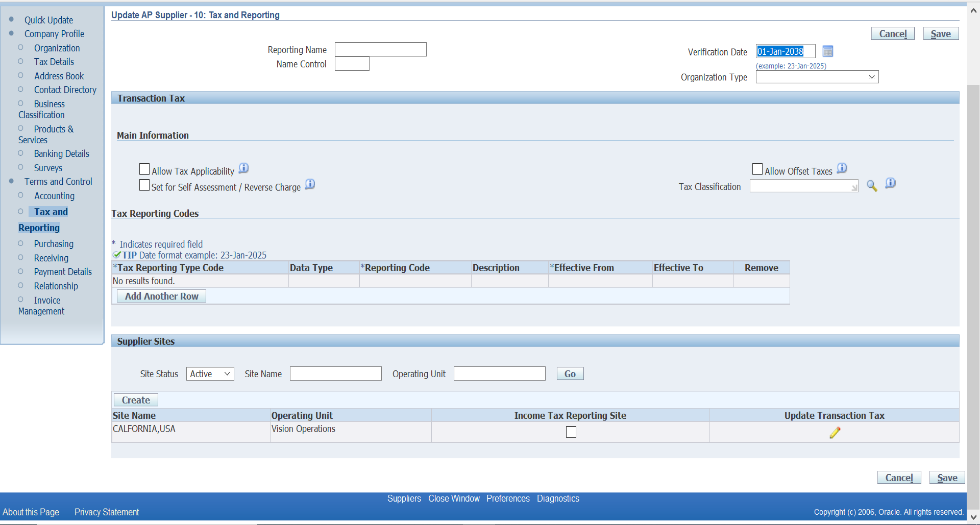 Quick Update
Company Profile
Organization
Tax Details
Address Book
Contact Directory
Business
Classification
Products &
Services
Banking Details
Surveys
Terms and Control
Accounting
Tax and
Reporting
Purchasing
Receiving
Payment Details
Relationship
Invoice
Management
Update AP Supplier - 10: Tax and Reporting
Cancel Save
Reporting Name
Name Control
Verification Date 01-Jan-2038
(example: 23-Jan-2025)
Organization Type
Transaction Tax
Main Information
Allow Tax Applicability
Set for Self Assessment / Reverse Charge
Allow Offset Taxes
Tax Classification
Tax Reporting Codes
* Indicates required field
TIP Date format example: 23-Jan-2025
*Tax Reporting Type Code Data Type *Reporting Code Description *Effective From Effective To Remove
No results found.
Add Another Row
Supplier Sites
Site Status Active Site Name Operating Unit Go
Create
Site Name Operating Unit Income Tax Reporting Site Update Transaction Tax
CALFORNIA,USA Vision Operations
Cancel Save
Suppliers Close Window Preferences Diagnostics
About this Page Privacy Statement Copyright (c) 2006, Oracle. All rights reserved.